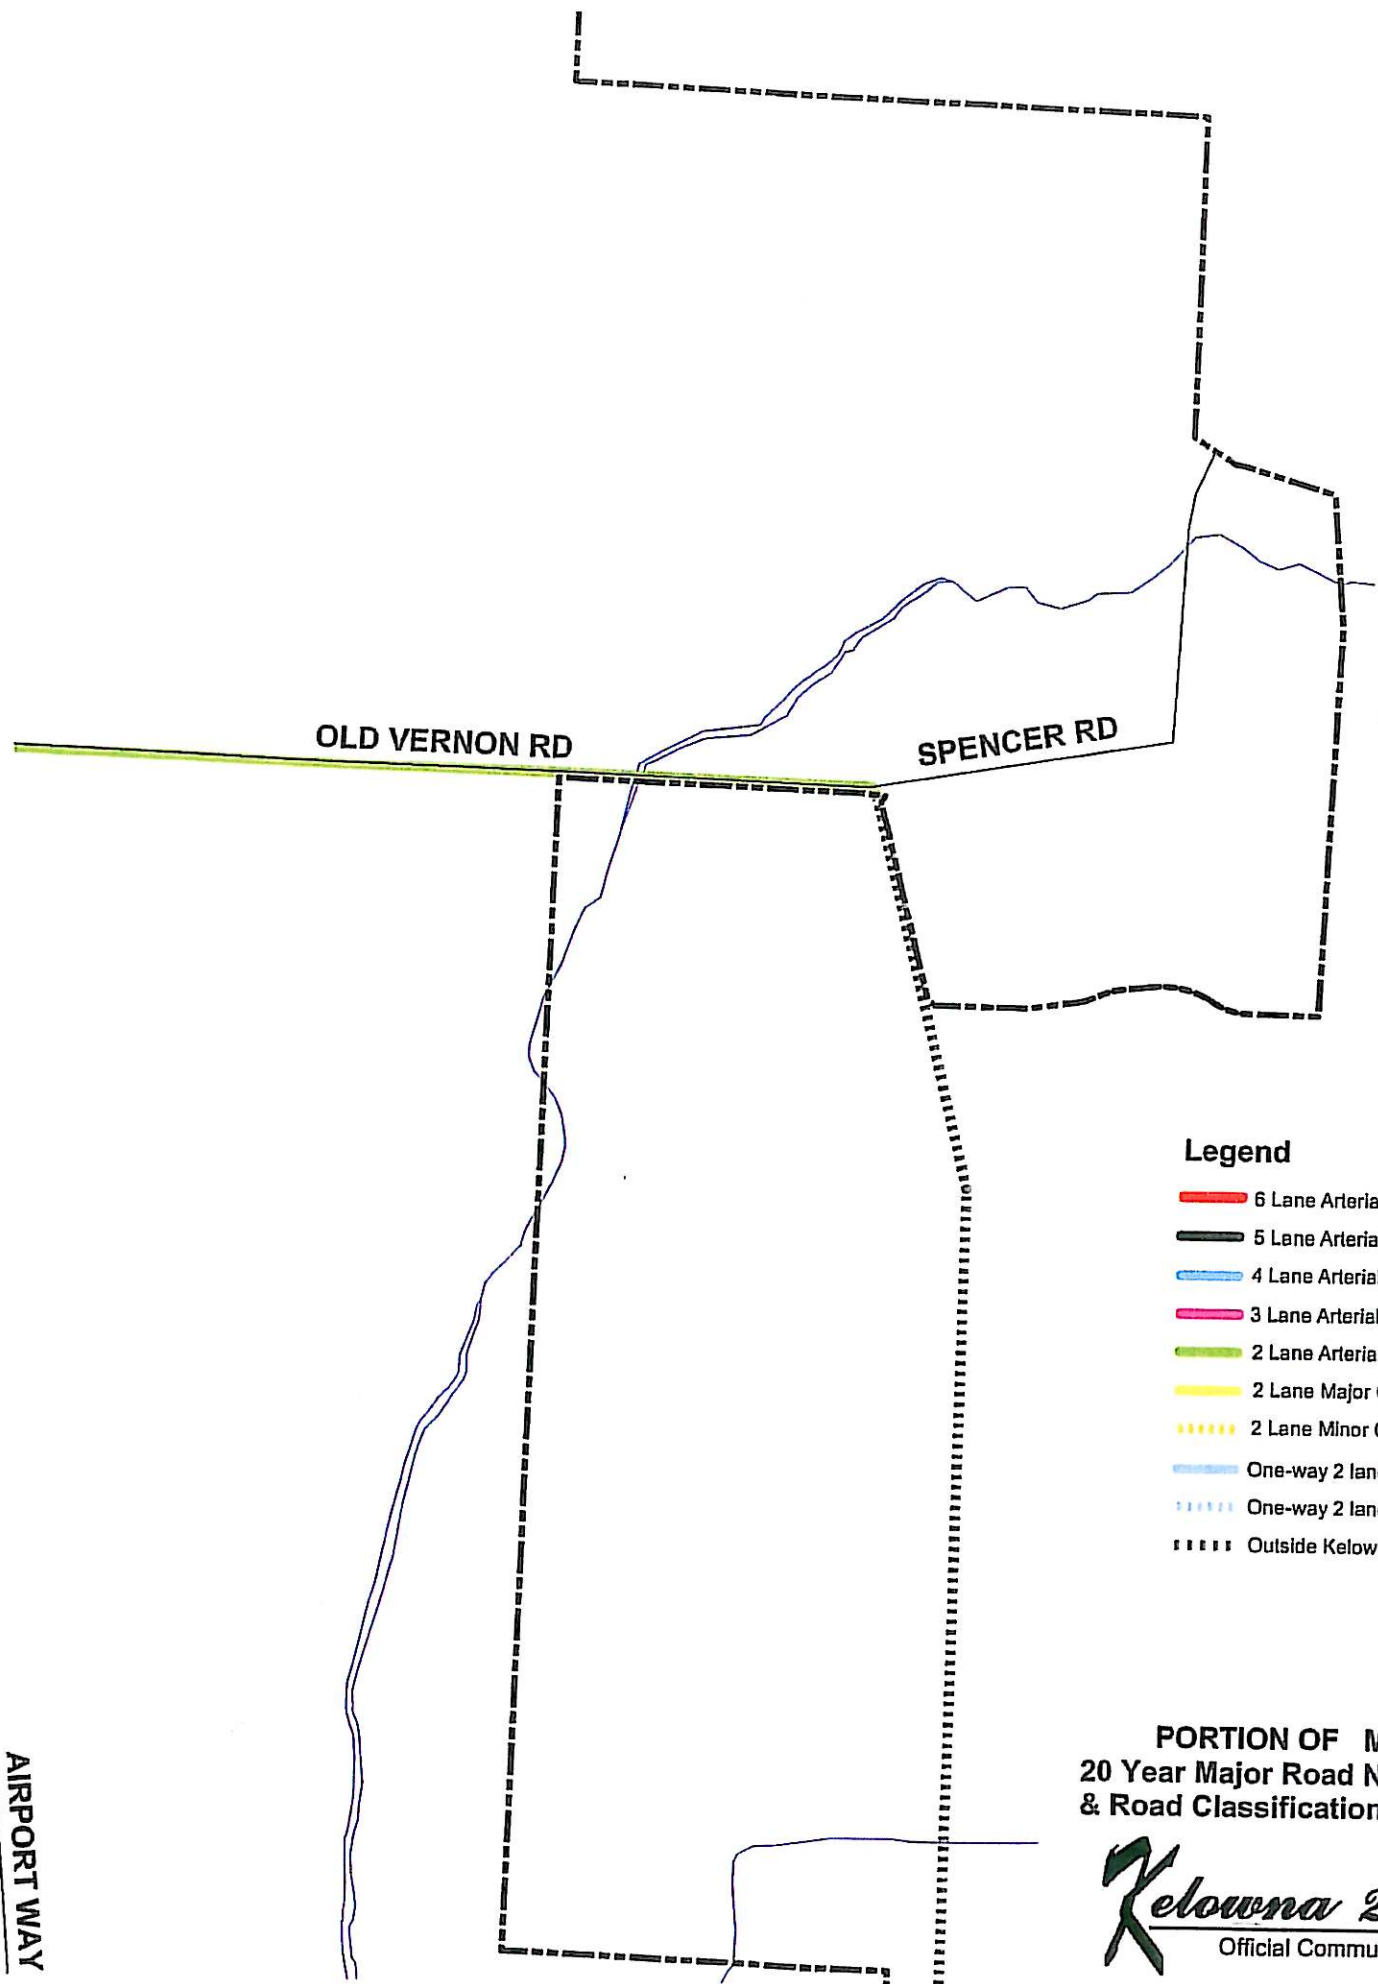 OLD VERNON RD
SPENCER RD
Legend
6 Lane Arteria
5 Lane Arteria
4 Lane Arterial
3 Lane Arterial
2 Lane Arteria
2 Lane Major
2 Lane Minor
One-way 2 lan
One-way 2 lan
Outside Kelow
AIRPORT WAY
PORTION OF M
20 Year Major Road N
& Road Classification
Kelowna 2
Official Commu